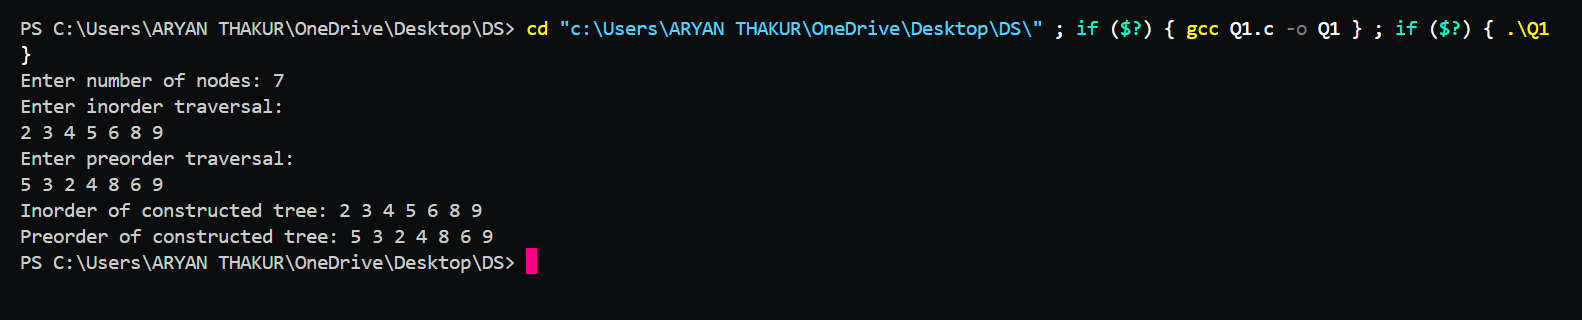 PS C:\Users\ARYAN THAKUR\OneDrive\Desktop\DS> cd "c:\Users\ARYAN THAKUR\OneDrive\Desktop\DS\" ; if ($?) { gcc Q1.c -o Q1 } ; if ($?) { .\Q1
}
Enter number of nodes: 7
Enter inorder traversal:
2 3 4 5 6 8 9
Enter preorder traversal:
5 3 2 4 8 6 9
Inorder of constructed tree: 2 3 4 5 6 8 9
Preorder of constructed tree: 5 3 2 4 8 6 9
PS C:\Users\ARYAN THAKUR\OneDrive\Desktop\DS>